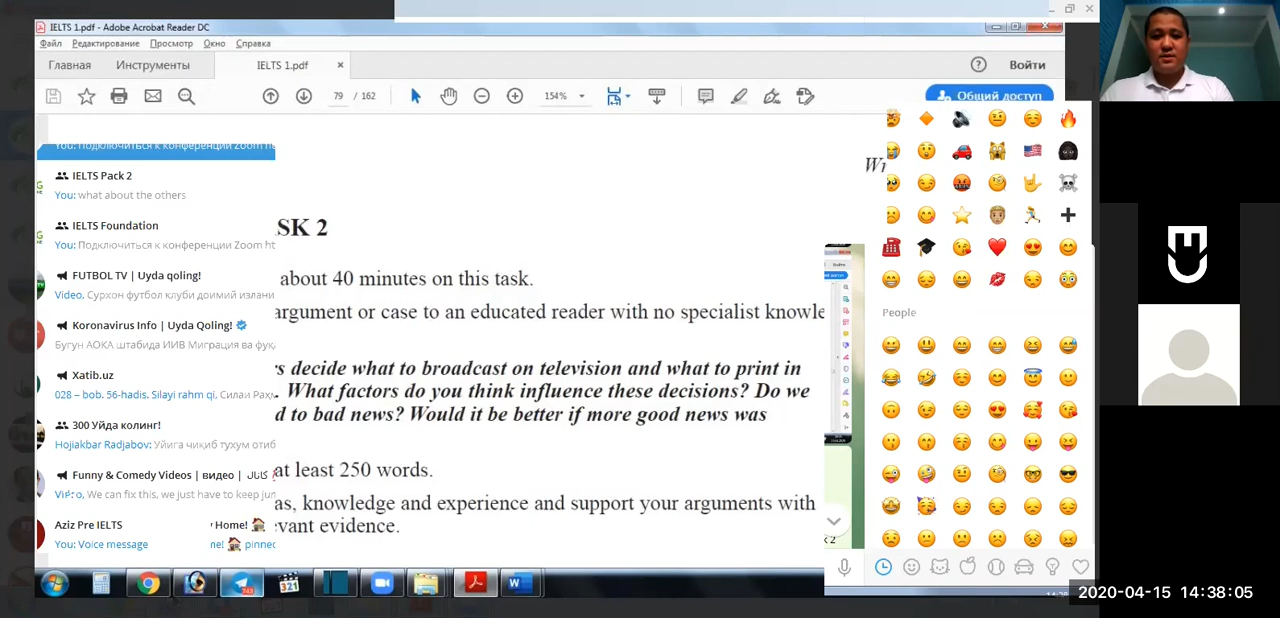 IELTS 1.pdf - Adobe Acrobat Reader DC
Файл Редактирование Просмотр Окно Справка
Главная Инструменты IELTS 1.pdf Войти
79 / 162 154% Общий доступ
You: Подключиться к конференции Zoom
IELTS Pack 2
You: what about the others
IELTS Foundation
You: Подключиться к конференции Zoom
FUTBOL TV | Uyda qoling!
Video, Сурхон футбол клуби доимий
Koronavirus Info | Uyda Qoling!
Бугун АОКА штабида ИИВ Миграция ва
Xatib.uz
028 – bob. 56-hadis. Silayi rahm qi,
300 Уйда колинг!
Hojiakbar Radjabov: Уйига чиқиб тухум
Funny & Comedy Videos | видео |
We can fix this, we just have to keep
Aziz Pre IELTS Home!
You: Voice message pinned
SK 2
about 40 minutes on this task.
argument or case to an educated reader with no specialist
decide what to broadcast on television and what to print in
What factors do you think influence these decisions? Do we
d to bad news? Would it be better if more good news was
at least 250 words.
as, knowledge and experience and support your arguments with
evidence.
People
2020-04-15 14:38:05